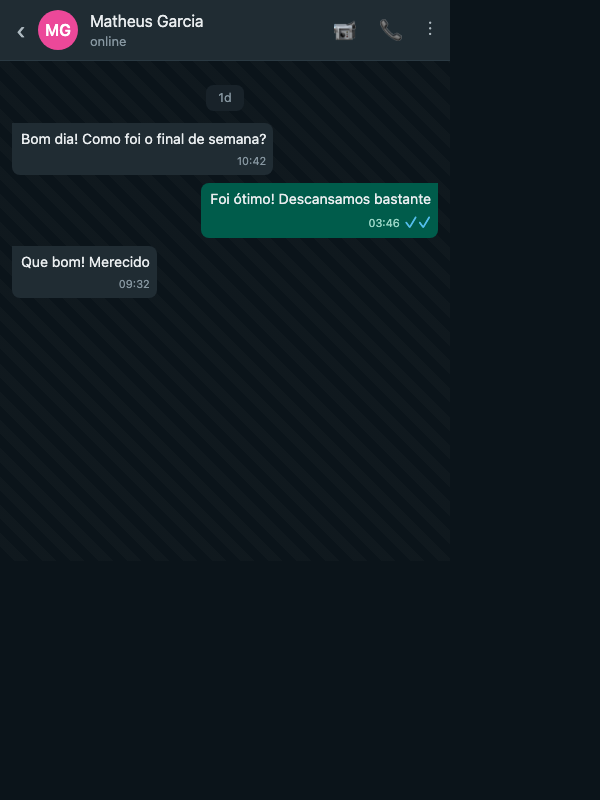 MG
Matheus Garcia
online
1d
Bom dia! Como foi o final de semana?
10:42
Foi ótimo! Descansamos bastante
03:46
Que bom! Merecido
09:32